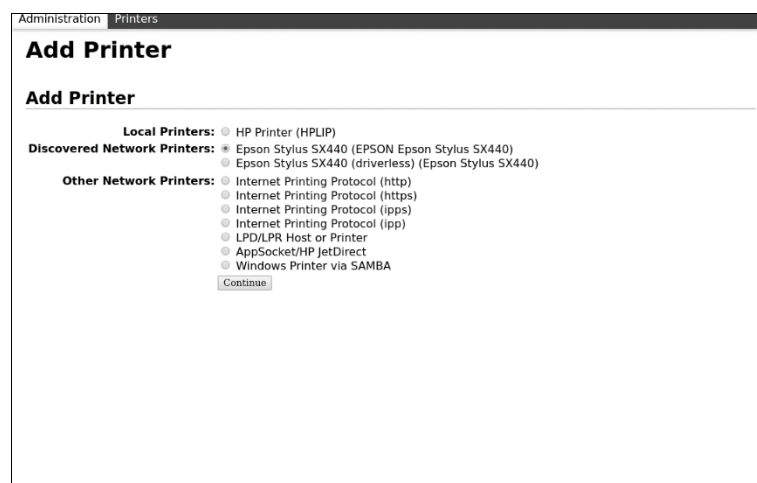 Administration Printers
Add Printer
Add Printer
Local Printers: HP Printer (HPLIP)
Discovered Network Printers: Epson Stylus SX440 (EPSON Epson Stylus SX440)
Epson Stylus SX440 (driverless) (Epson Stylus SX440)
Other Network Printers: Internet Printing Protocol (http)
Internet Printing Protocol (https)
Internet Printing Protocol (ipps)
Internet Printing Protocol (ipp)
LPD/LPR Host or Printer
AppSocket/HP JetDirect
Windows Printer via SAMBA
Continue